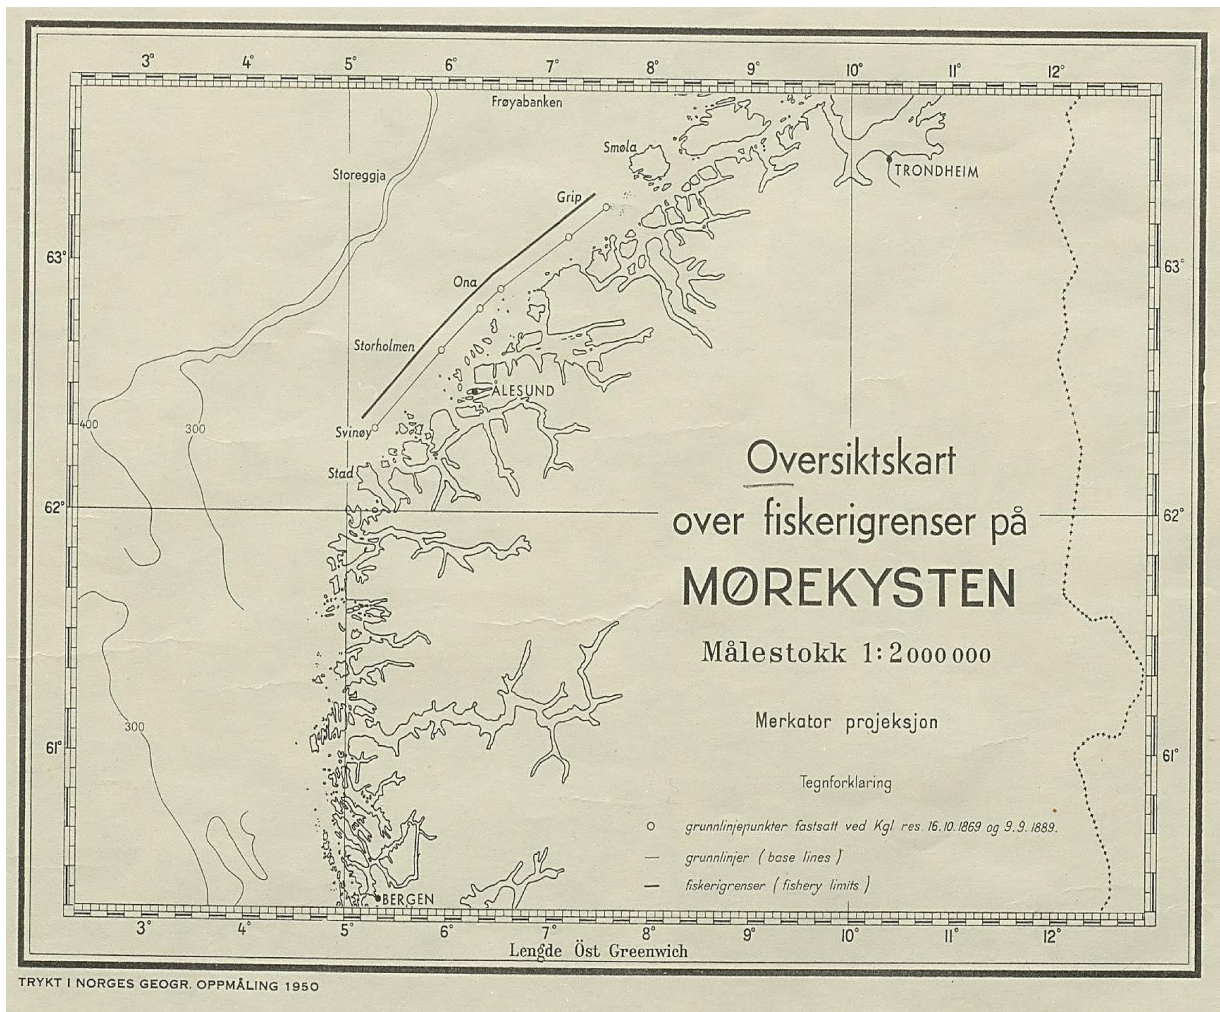 3° 4° 5° 6° 7° 8° 9° 10° 11° 12°
Frøyabanken
Smøla
Storeggja
TRONDHEIM
Grip
63° 63°
Ona
Storholmen
ÅLESUND
400 300
Svinøy
Stad
Oversiktskart
62° 62°
over fiskerigrenser på
MØREKYSTEN
Målestokk 1:2000000
Merkator projeksjon
300
61° 61°
Tegnforklaring
grunnlinjepunkter fastsatt ved Kgl res. 16.10.1869 og 9.9.1889.
grunnlinjer (base lines)
fiskerigrenser (fishery limits)
BERGEN
3° 4° 5° 6° 7° 8° 9° 10° 11° 12°
Lengde Öst Greenwich
TRYKT I NORGES GEOGR. OPPMÅLING 1950